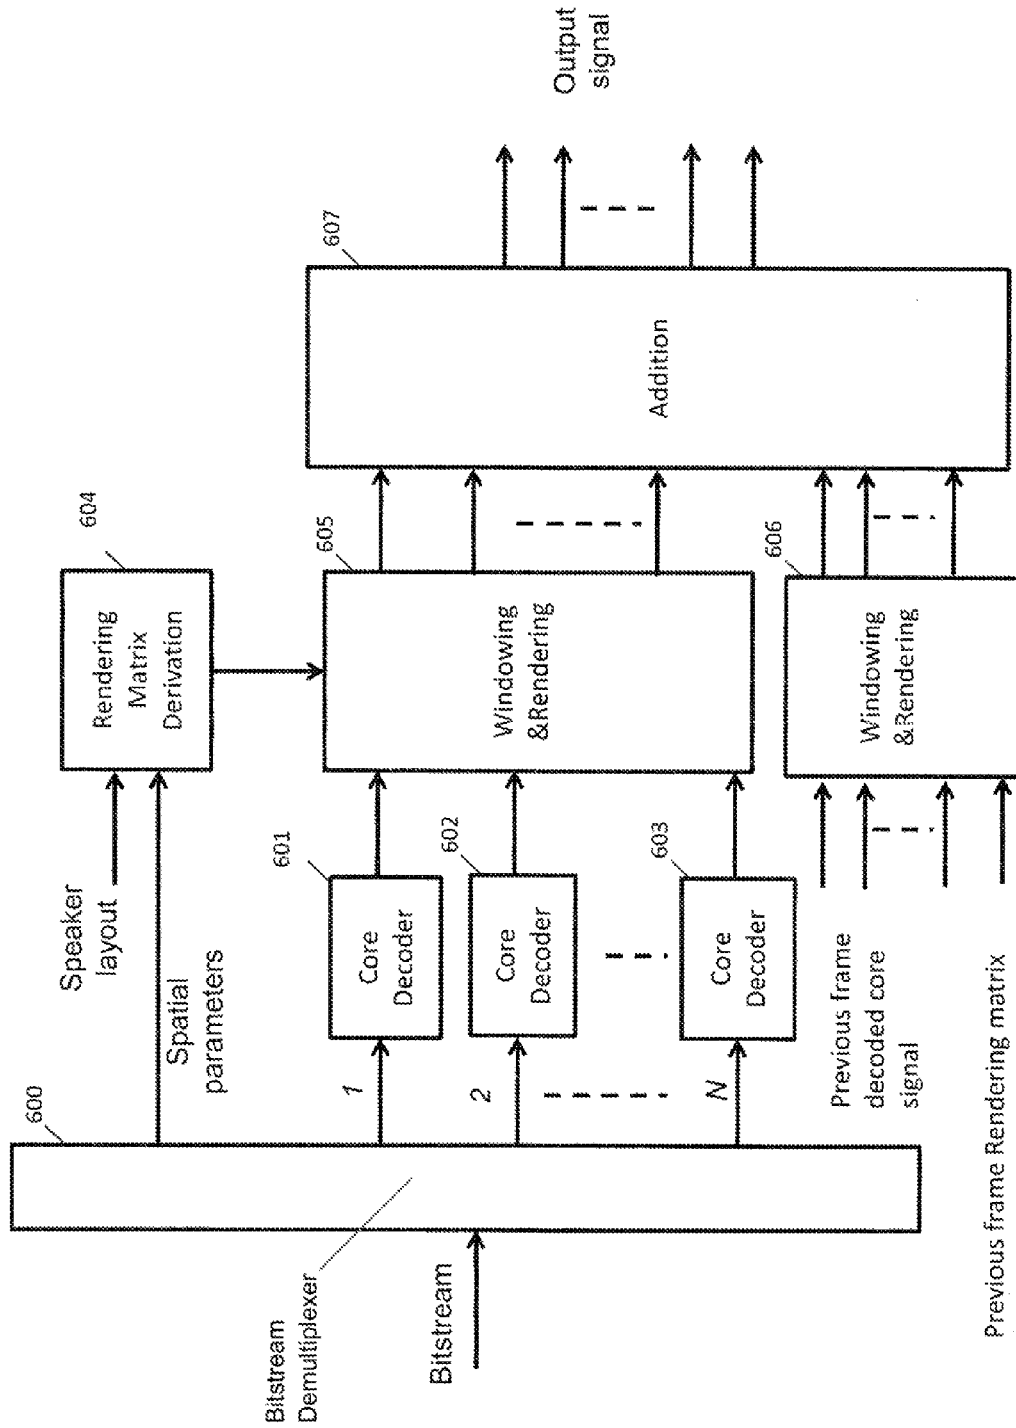 600
Bitstream
Demultiplexer
Bitstream
Speaker
layout
Spatial
parameters
604
Rendering
Matrix
Derivation
1
601
Core
Decoder
2
602
Core
Decoder
N
603
Core
Decoder
605
Windowing
&Rendering
Previous frame
decoded core
signal
Previous frame Rendering matrix
606
Windowing
&Rendering
607
Addition
Output
signal